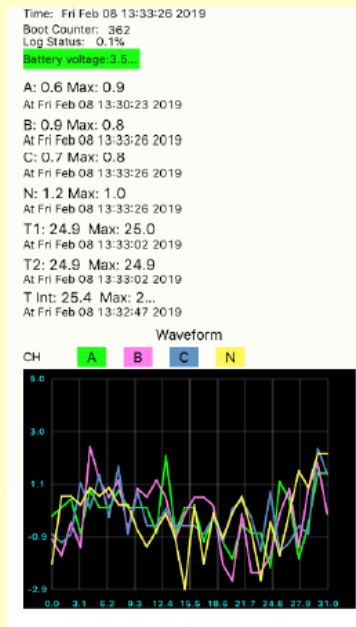 Time: Fri Feb 08 13:33:26 2019
Boot Counter: 362
Log Status: 0.1%
Battery voltage:3.5...
A: 0.6 Max: 0.9
At Fri Feb 08 13:30:23 2019
B: 0.9 Max: 0.8
At Fri Feb 08 13:33:26 2019
C: 0.7 Max: 0.8
At Fri Feb 08 13:33:26 2019
N: 1.2 Max: 1.0
At Fri Feb 08 13:33:26 2019
T1: 24.9 Max: 25.0
At Fri Feb 08 13:33:02 2019
T2: 24.9 Max: 24.9
At Fri Feb 08 13:33:02 2019
T Int: 25.4 Max: 2...
At Fri Feb 08 13:32:47 2019
Waveform
CH A B C N
5.0
3.0
1.1
-0.9
-2.9
0.0 3.1 6.2 9.3 12.4 15.5 18.6 21.7 24.8 27.9 31.0